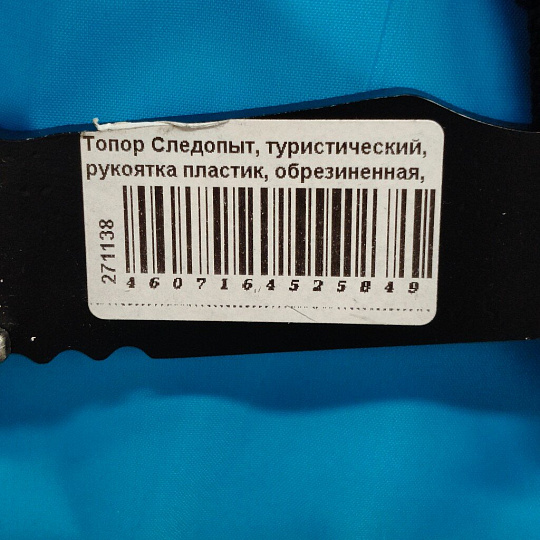 Топор Следопыт, туристический,
рукоятка пластик, обрезиненная,
271138
4607164525849